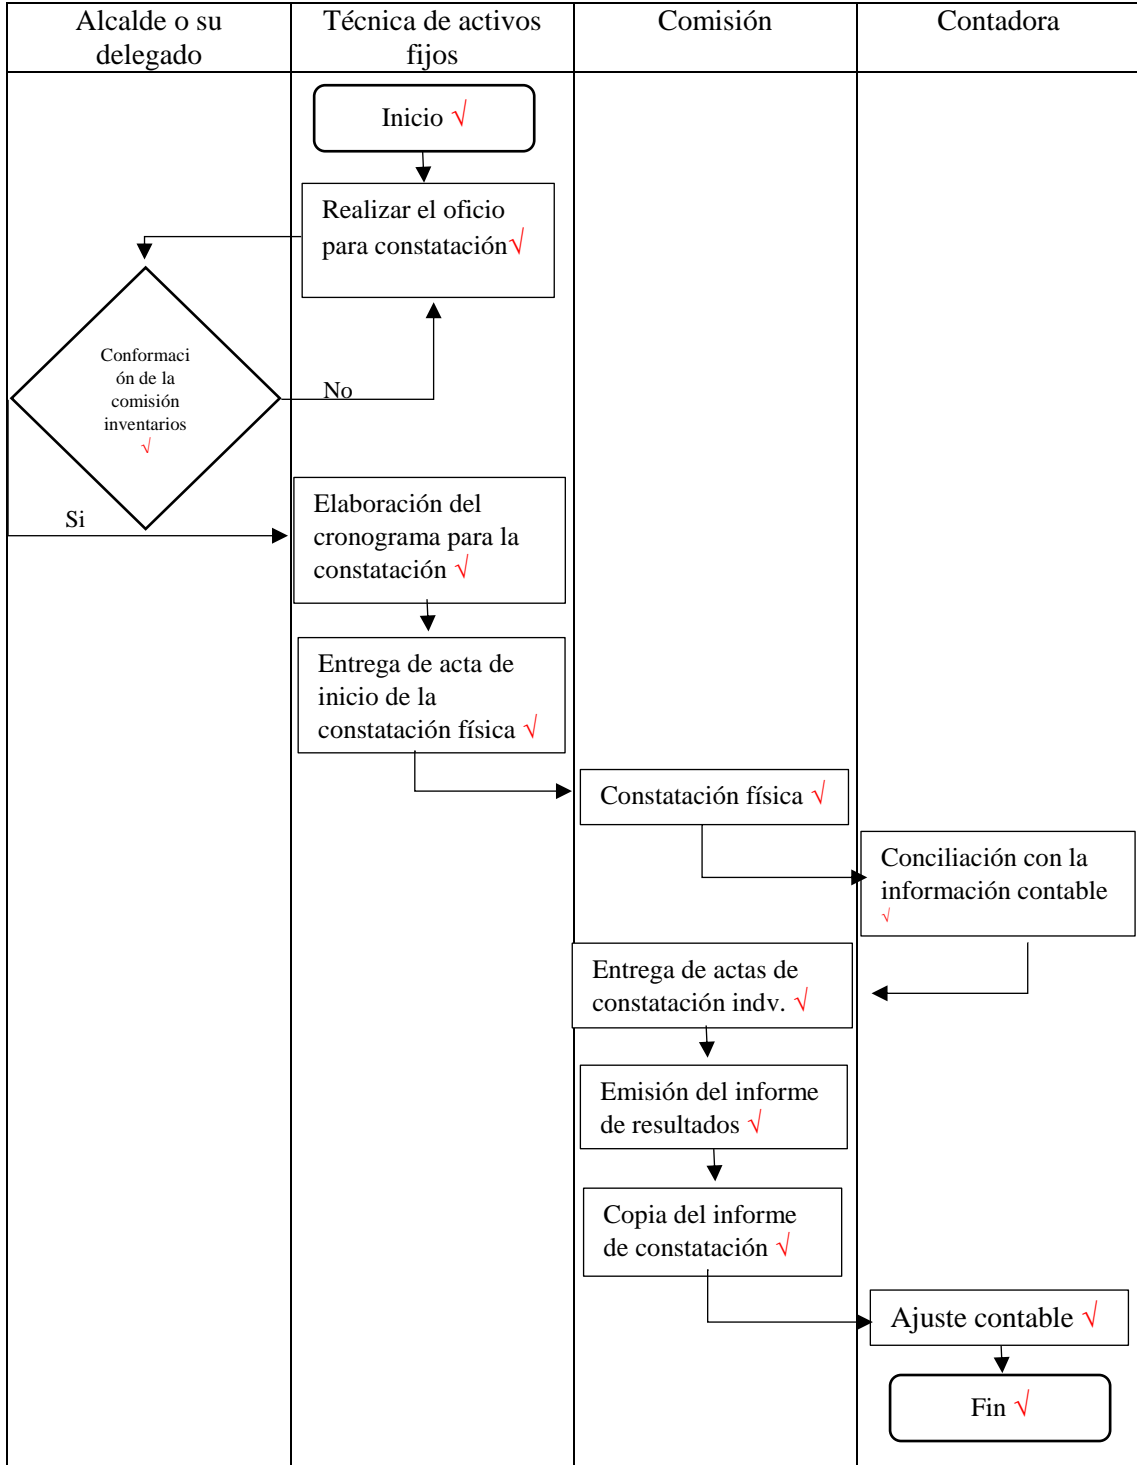 Alcalde o su
delegado
Técnica de activos
fijos
Comisión
Contadora
Inicio √
Realizar el oficio
para constatación√
Conformaci
ón de la
comisión
inventarios
√
No
Si
Elaboración del
cronograma para la
constatación √
Entrega de acta de
inicio de la
constatación física √
Constatación física √
Conciliación con la
información contable
√
Entrega de actas de
constatación indv. √
Emisión del informe
de resultados √
Copia del informe
de constatación √
Ajuste contable √
Fin √